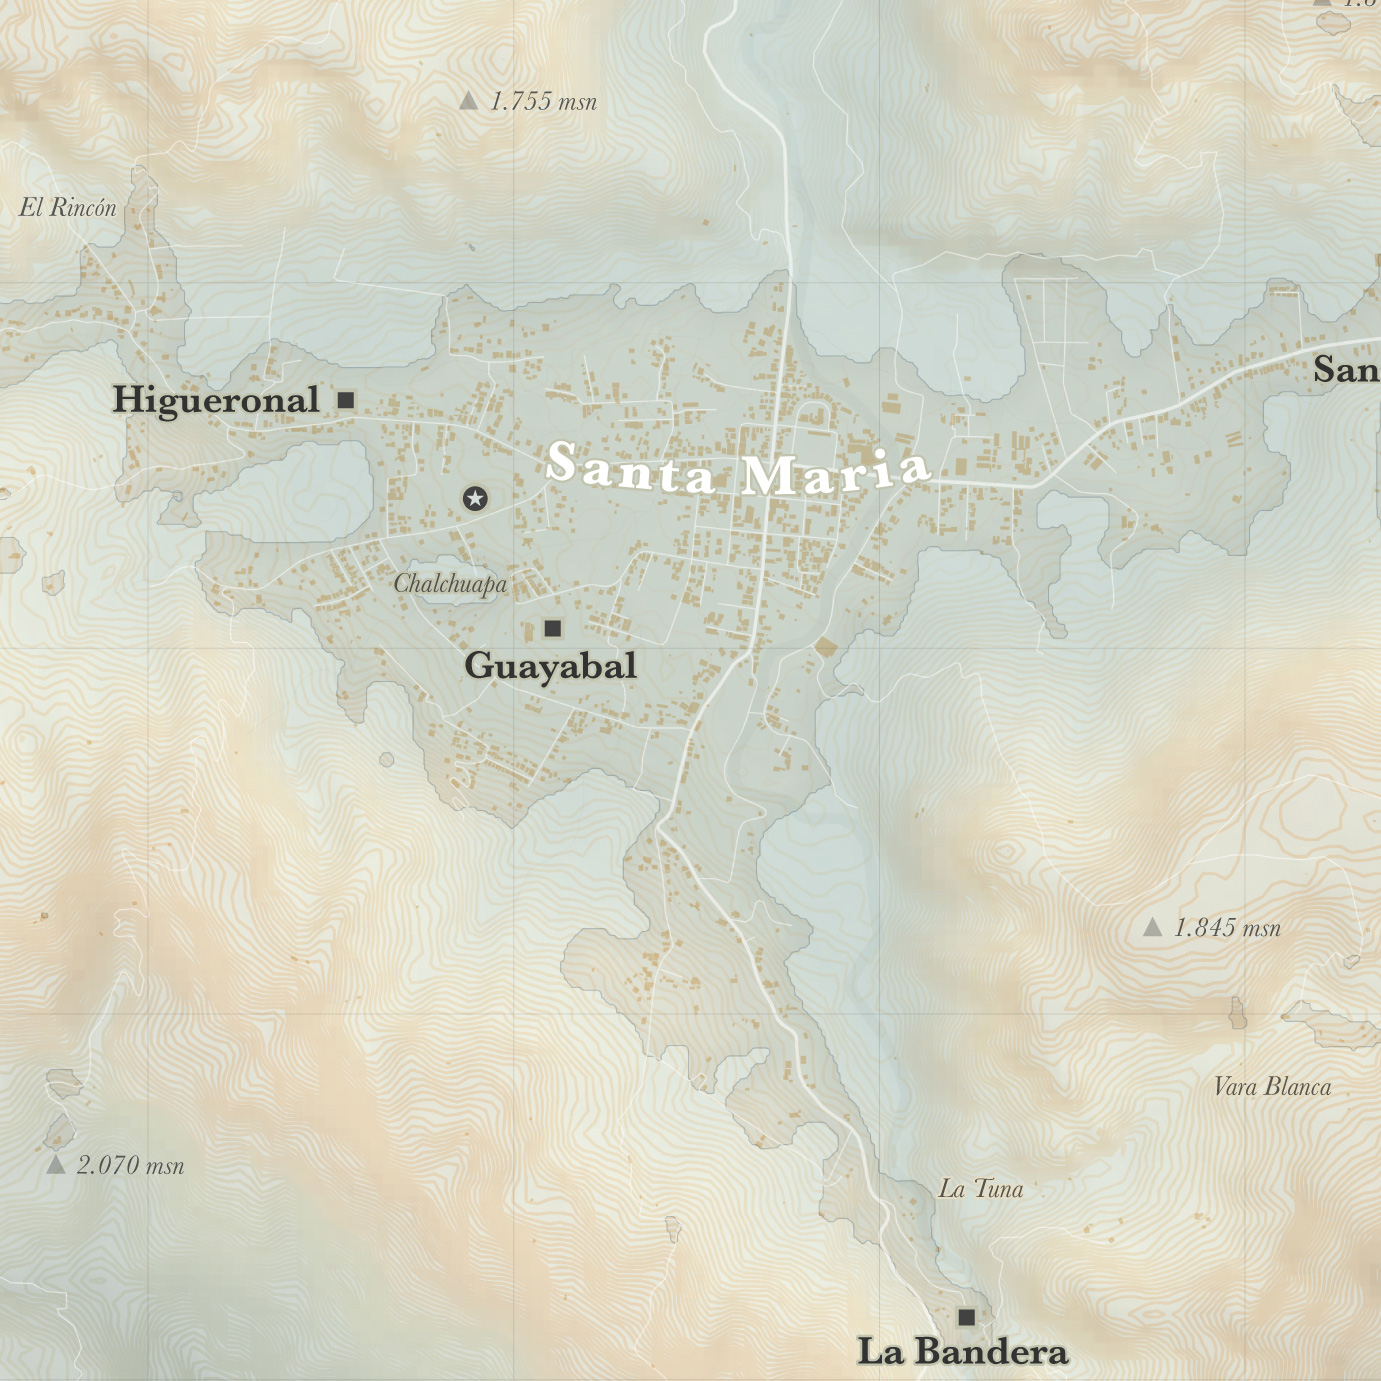 1.755 msn
El Rincón
San
Higueronal
Santa Maria
Chalchuapa
Guayabal
1.845 msn
Vara Blanca
2.070 msn
La Tuna
La Bandera